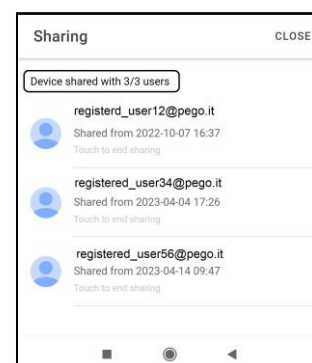 Sharing
CLOSE
Device shared with 3/3 users
registerd_user12@pego.it
Shared from 2022-10-07 16:37
Touch to end sharing
registered_user34@pego.it
Shared from 2023-04-04 17:26
Touch to end sharing
registered_user56@pego.it
Shared from 2023-04-14 09:47
Touch to end sharing